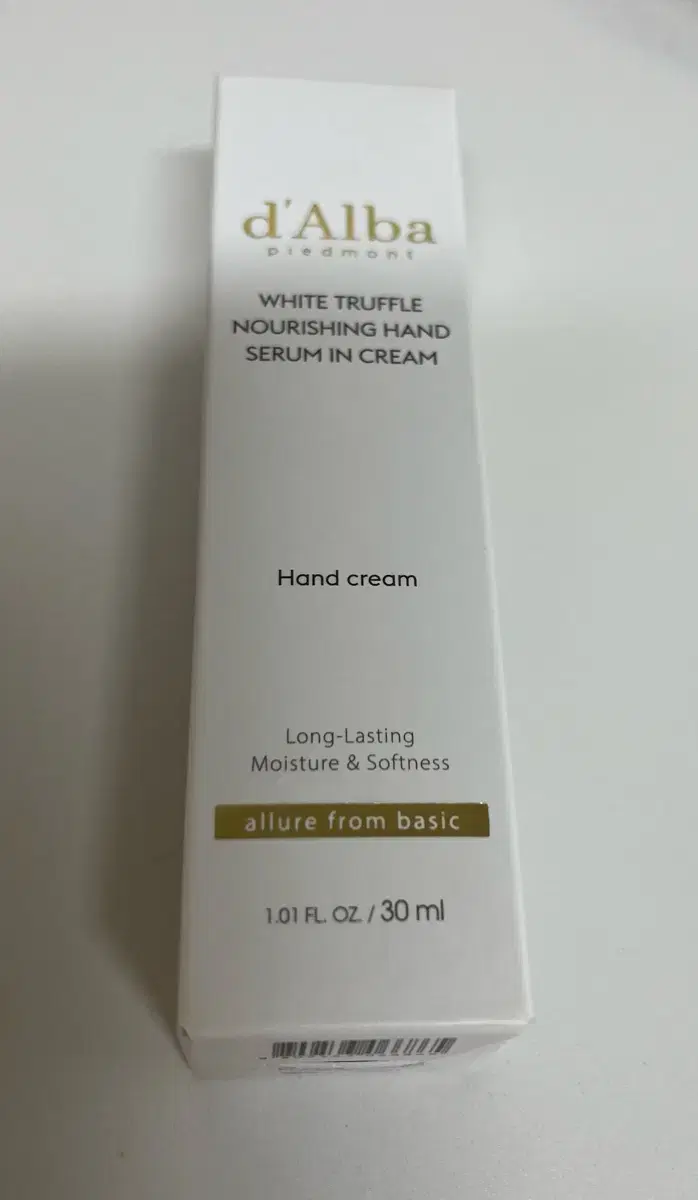 d'Alba
piedmont
WHITE TRUFFLE
NOURISHING HAND
SERUM IN CREAM
Hand cream
Long-Lasting
Moisture & Softness
allure from basic
1.01 FL. OZ. / 30 ml